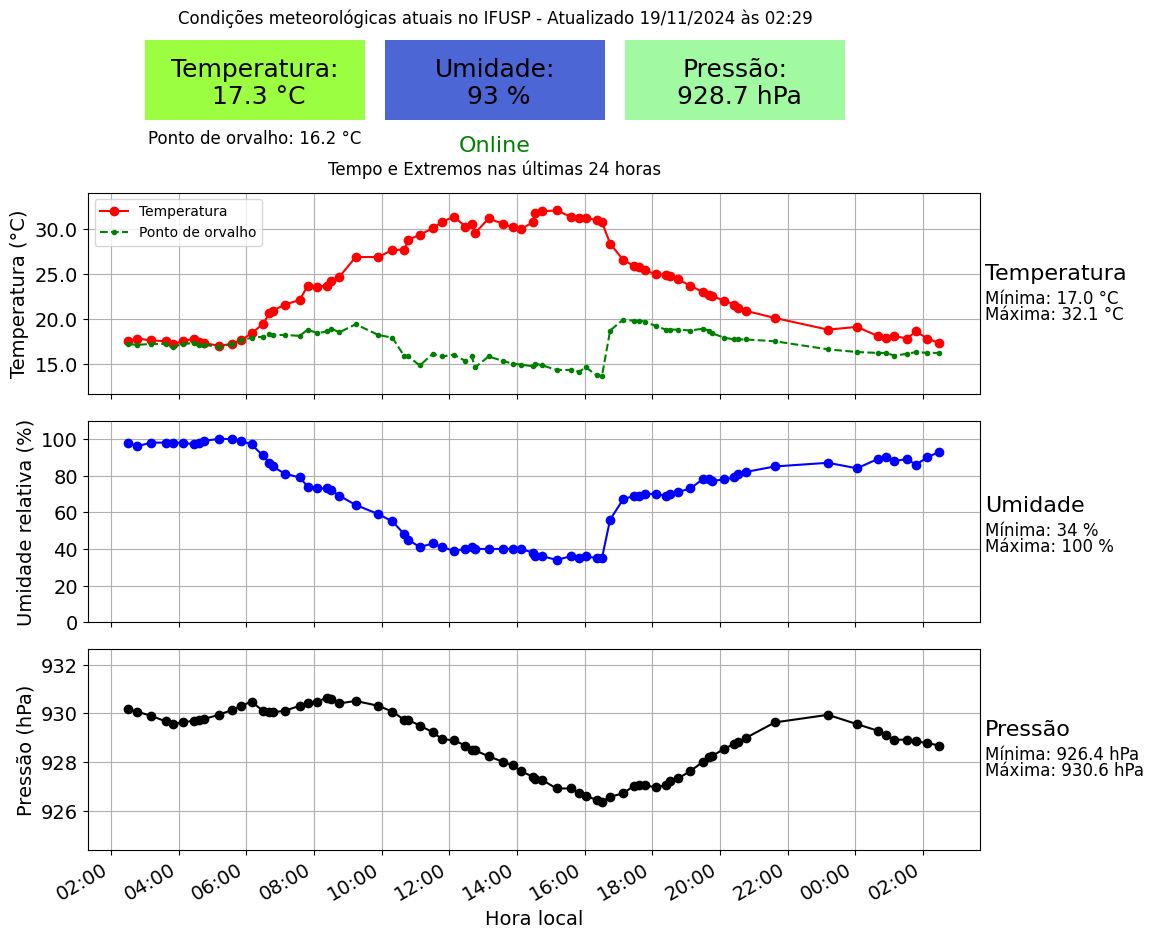 Condições meteorológicas atuais no IFUSP - Atualizado 19/11/2024 às 02:29
Temperatura:
17.3 °C
Umidade:
93 %
Pressão:
928.7 hPa
Ponto de orvalho: 16.2 °C
Online
Tempo e Extremos nas últimas 24 horas
Temperatura (°C)
30.0
25.0
20.0
15.0
Temperatura
Ponto de orvalho
Temperatura
Mínima: 17.0 °C
Máxima: 32.1 °C
Umidade relativa (%)
100
80
60
40
20
0
Umidade
Mínima: 34 %
Máxima: 100 %
Pressão (hPa)
932
930
928
926
Pressão
Mínima: 926.4 hPa
Máxima: 930.6 hPa
02:00 04:00 06:00 08:00 10:00 12:00 14:00 16:00 18:00 20:00 22:00 00:00 02:00
Hora local